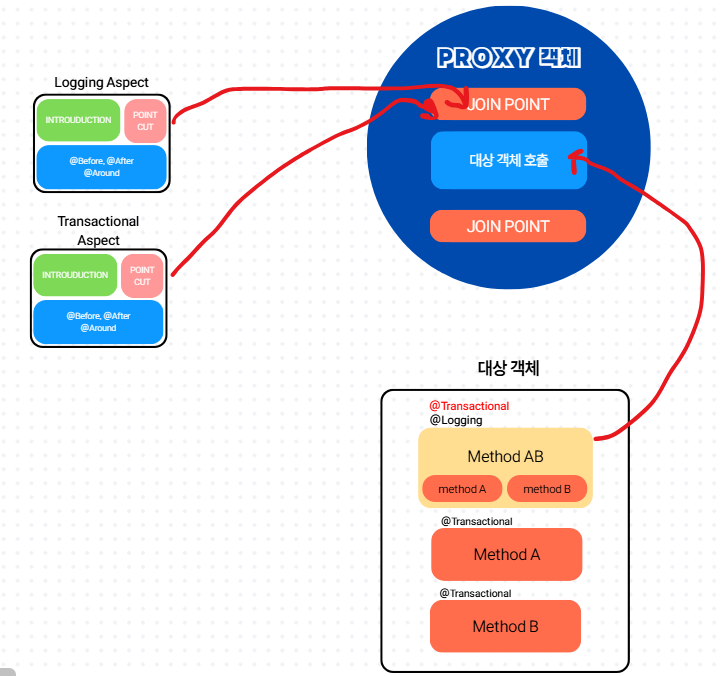 PROXY 객체
JOIN POINT
대상 객체 호출
JOIN POINT
Logging Aspect
INTROUDUCTION
POINT
CUT
@Before, @After
@Around
Transactional
Aspect
INTROUDUCTION
POINT
CUT
@Before, @After
@Around
대상 객체
@Transactional
@Logging
Method AB
method A
method B
@Transactional
Method A
@Transactional
Method B